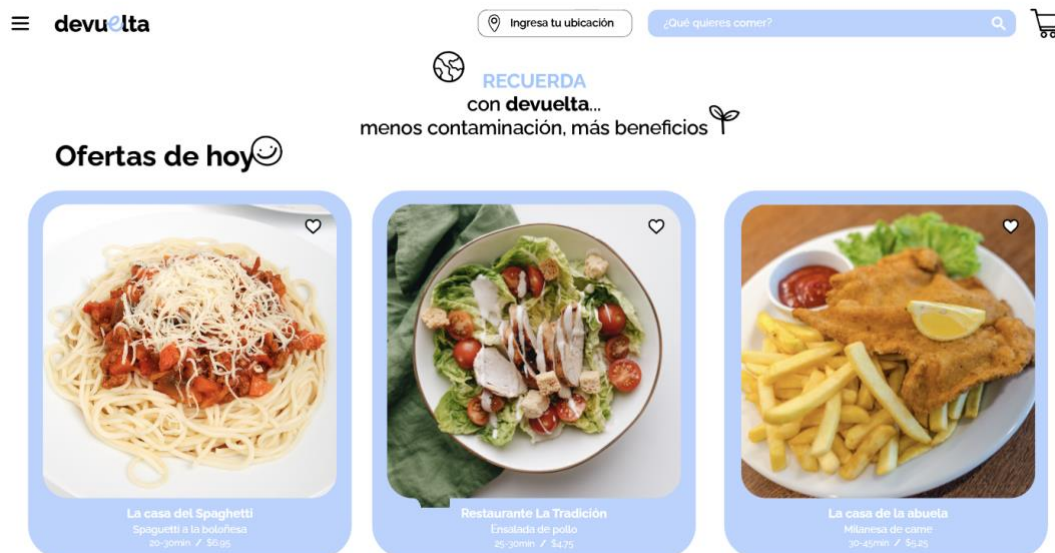 devuelta
Ingresa tu ubicación
¿Qué quieres comer?
RECUERDA
con devuelta...
menos contaminación, más beneficios
Ofertas de hoy
La casa del Spaghetti
Spaguetti a la boloñesa
20-30min / $6.95
Restaurante La Tradición
Ensalada de pollo
25-30min / $4.75
La casa de la abuela
Milanesa de carne
30-45min / $5.25